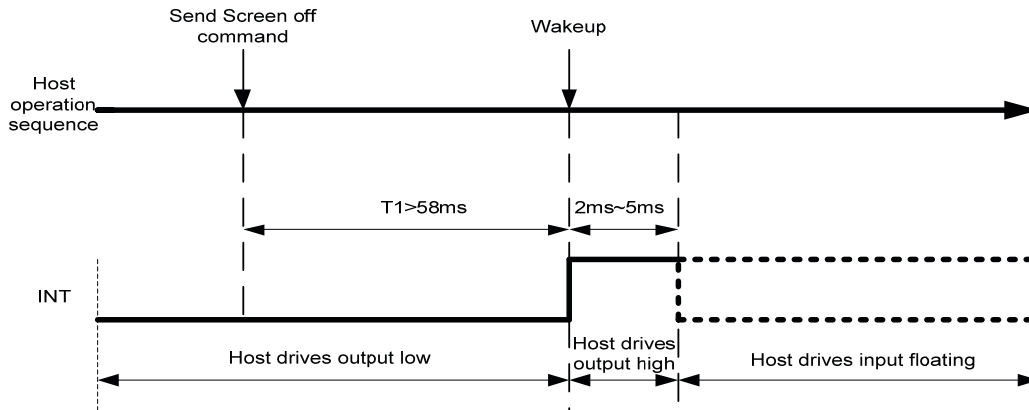 Send Screen off
command
Wakeup
Host
operation
sequence
T1>58ms
2ms~5ms
INT
Host drives output low
Host drives
output high
Host drives input floating